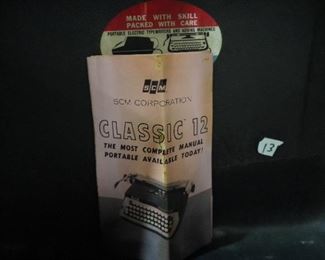 MADE WITH SKILL
PACKED WITH CARE
PORTABLE ELECTRIC TYPEWRITERS AND ADDING MACHINES
SCM
SCM CORPORATION
CLASSIC 12
THE MOST COMPLETE MANUAL
PORTABLE AVAILABLE TODAY!
13